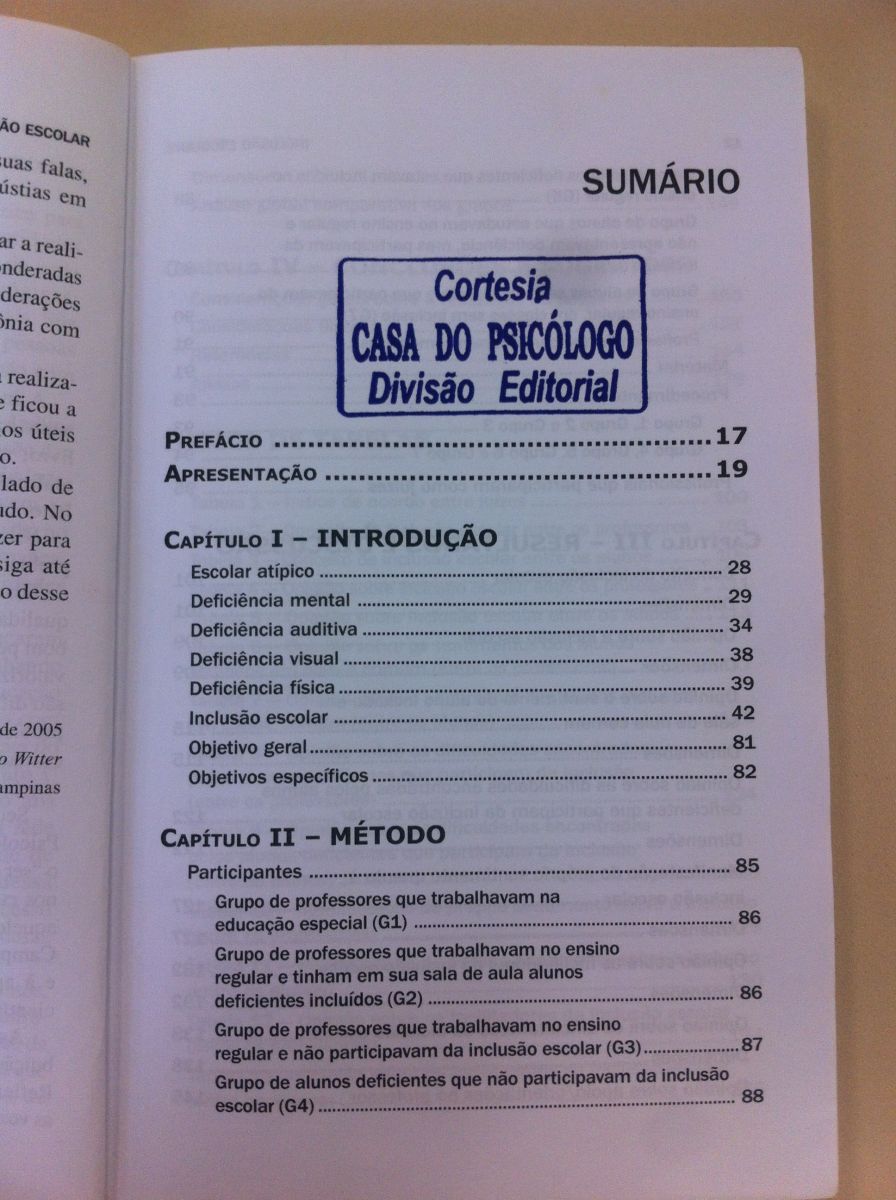 ÃO ESCOLAR
suas falas,
ústias em
ar a reali-
onderadas
derações
ônia com
realiza-
e ficou a
os úteis
o.
lado de
udo. No
zer para
siga até
o desse
de 2005
o Witter
ampinas
SUMÁRIO
Cortesia
CASA DO PSICÓLOGO
Divisão Editorial
PREFÁCIO ........ 17
APRESENTAÇÃO ........ 19
CAPÍTULO I – INTRODUÇÃO
Escolar atípico ........ 28
Deficiência mental ........ 29
Deficiência auditiva ........ 34
Deficiência visual ........ 38
Deficiência física ........ 39
Inclusão escolar ........ 42
Objetivo geral ........ 81
Objetivos específicos ........ 82
CAPÍTULO II – MÉTODO
Participantes ........ 85
Grupo de professores que trabalhavam na
educação especial (G1) ........ 86
Grupo de professores que trabalhavam no ensino
regular e tinham em sua sala de aula alunos
deficientes incluídos (G2) ........ 86
Grupo de professores que trabalhavam no ensino
regular e não participavam da inclusão escolar (G3) ........ 87
Grupo de alunos deficientes que não participavam da inclusão
escolar (G4) ........ 88